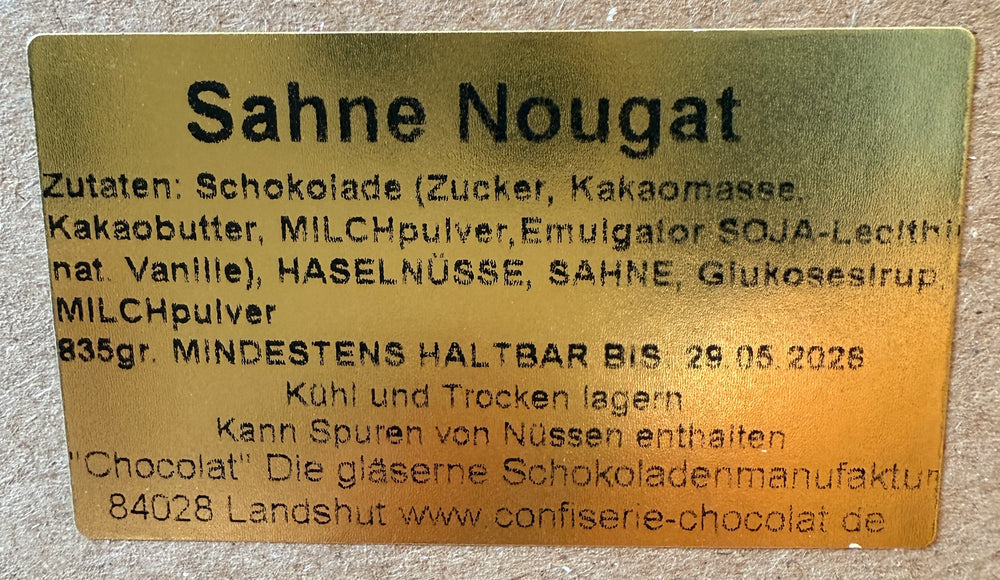 Sahne Nougat
Zutaten: Schokolade (Zucker, Kakaomasse,
Kakaobutter, MILCHpulver,Emulgator SOJA-Lecithi
nat. Vanille), HASELNÜSSE, SAHNE, Glukosesirup,
MILCHpulver
835gr. MINDESTENS HALTBAR BIS 29.05.2026
Kühl und Trocken lagern
Kann Spuren von Nüssen enthalten
"Chocolat" Die gläserne Schokoladenmanufaktur
84028 Landshut www.confiserie-chocolat.de